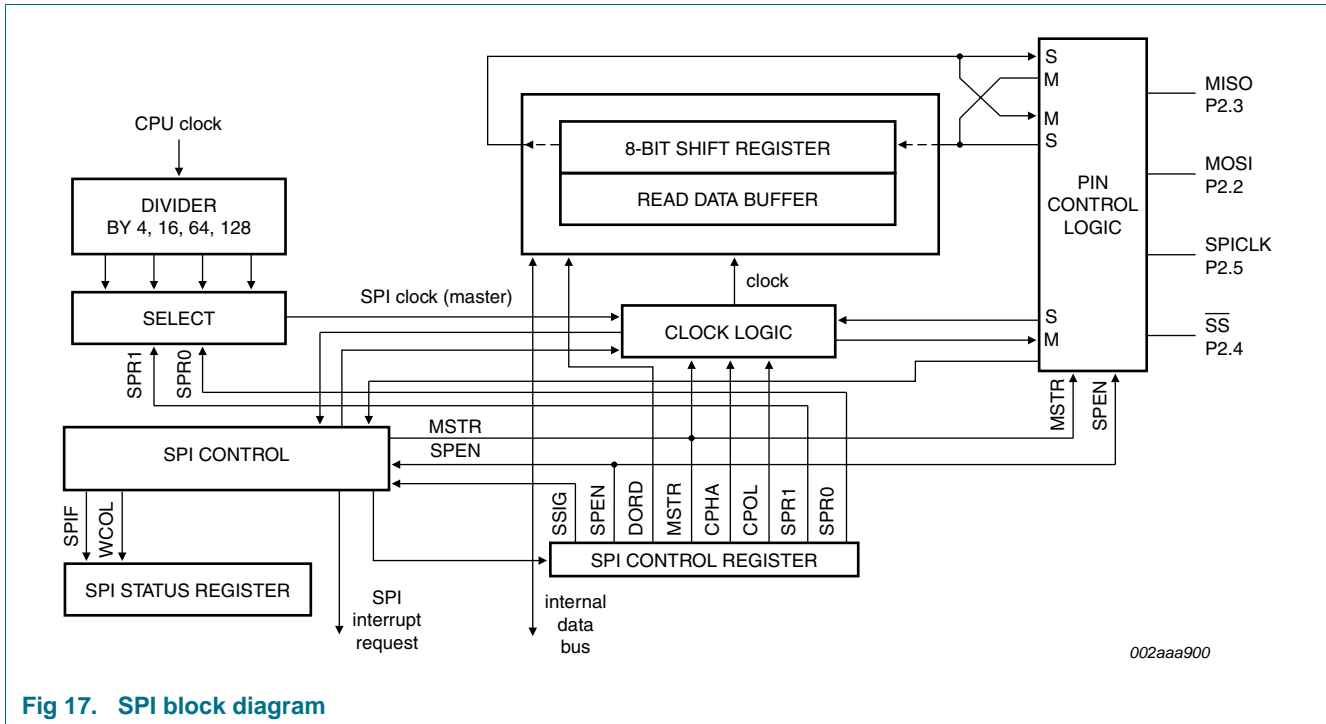 CPU clock
DIVIDER
BY 4, 16, 64, 128
SELECT
SPR1
SPR0
SPI clock (master)
8-BIT SHIFT REGISTER
READ DATA BUFFER
clock
CLOCK LOGIC
S
M
M
S
PIN
CONTROL
LOGIC
S
M
MISO
P2.3
MOSI
P2.2
SPICLK
P2.5
SS
P2.4
MSTR
SPEN
SPI CONTROL
MSTR
SPEN
SPIF
WCOL
SPI STATUS REGISTER
SPI
interrupt
request
SSIG
SPEN
DORD
MSTR
CPHA
CPOL
SPR1
SPR0
SPI CONTROL REGISTER
internal
data
bus
002aaa900
Fig 17. SPI block diagram